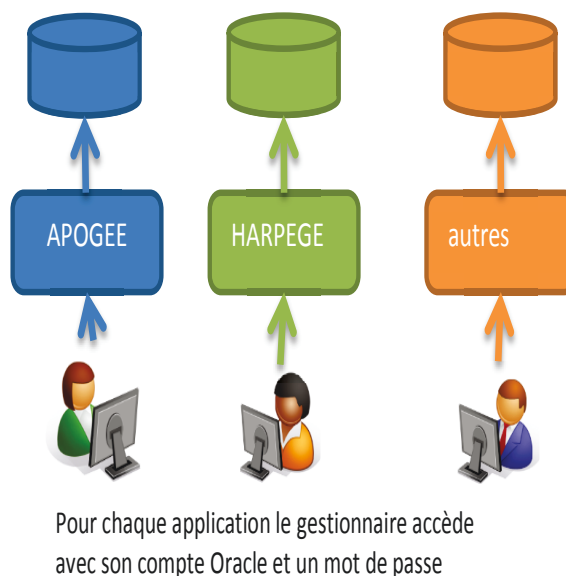 APOGEE
HARPEGE
autres
Pour chaque application le gestionnaire accède
avec son compte Oracle et un mot de passe